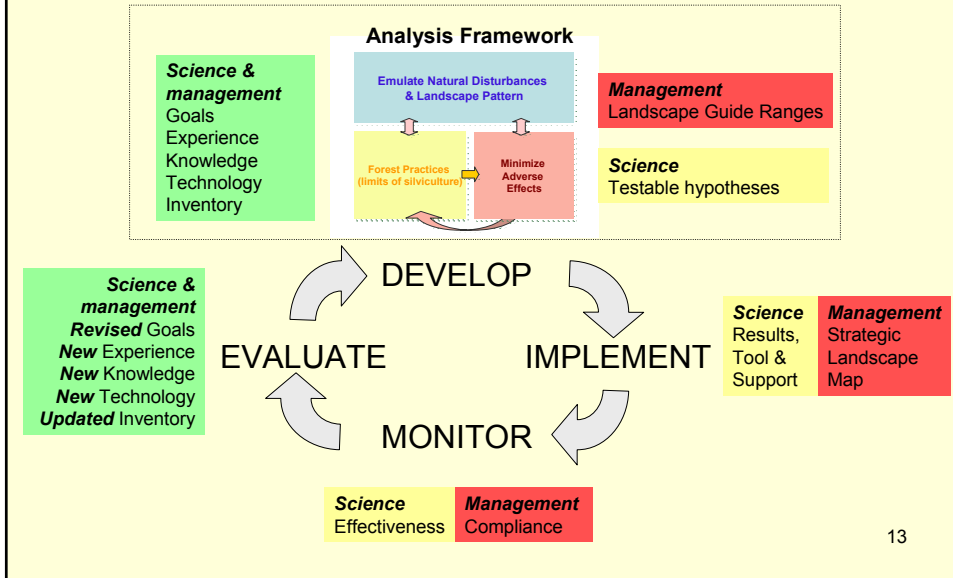 Analysis Framework
Science &
management
Goals
Experience
Knowledge
Technology
Inventory
Emulate Natural Disturbances
& Landscape Pattern
Forest Practices
(limits of silviculture)
Minimize
Adverse
Effects
Management
Landscape Guide Ranges
Science
Testable hypotheses
DEVELOP
Science &
management
Revised Goals
New Experience
New Knowledge
New Technology
Updated Inventory
EVALUATE
IMPLEMENT
Science
Results,
Tool &
Support
Management
Strategic
Landscape
Map
MONITOR
Science
Effectiveness
Management
Compliance
13